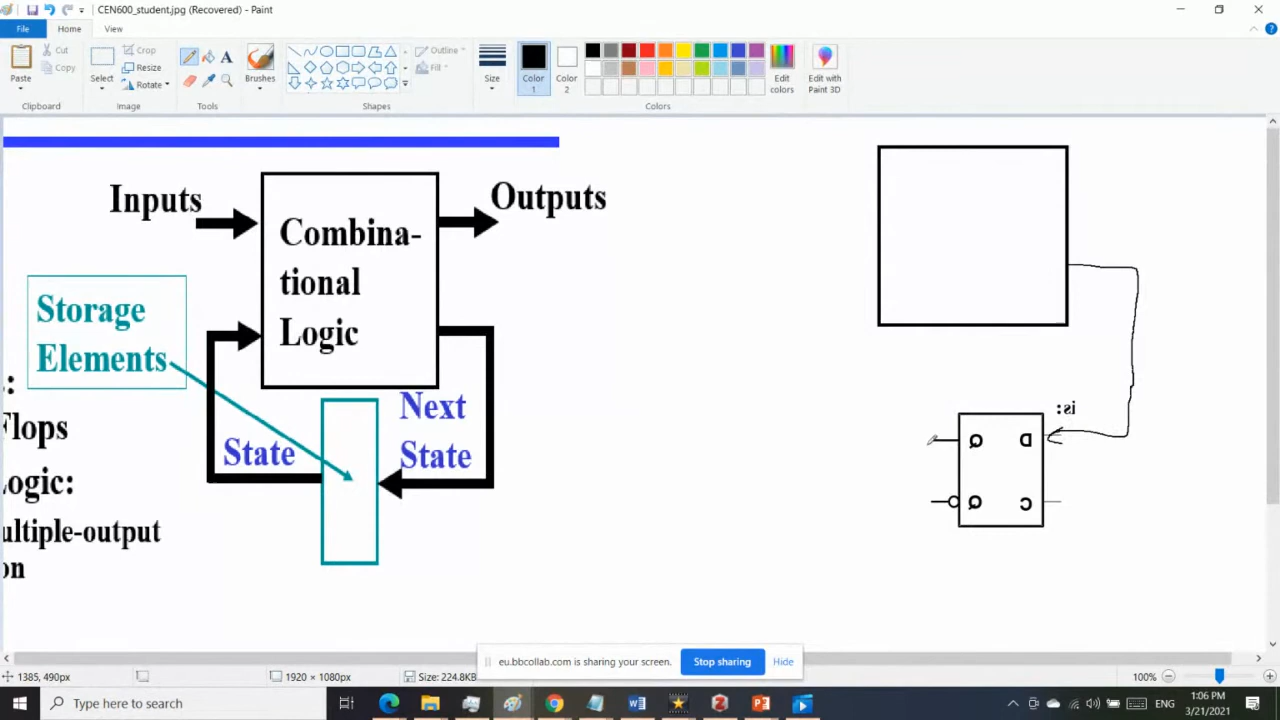 CEN600_student.jpg (Recovered) - Paint
File Home View
Paste
Cut
Copy
Clipboard
Select
Crop
Resize
Rotate
Image
A
Tools
Brushes
Outline
Fill
Shapes
Size
Color
1
Color
2
Edit
colors
Edit with
Paint 3D
Colors
Inputs
Outputs
Combina-
tional
Logic
Storage
Elements
:
Flops
Logic:
ultiple-output
on
State
Next
State
is:
Q D
Q C
eu.bbcollab.com is sharing your screen. Stop sharing Hide
1385, 490px 1920 × 1080px Size: 224.8KB 100%
Type here to search
ENG
1:06 PM
3/21/2021